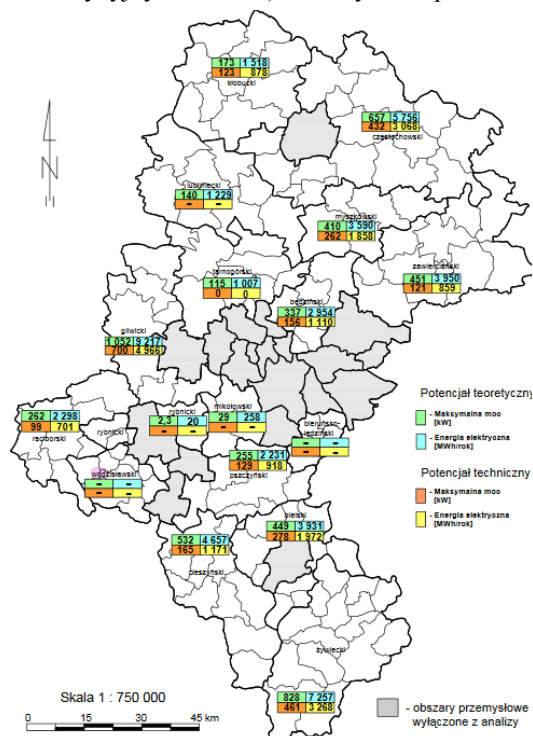 173 1 518
123 878
kłobucki
657 5 756
432 3 068
częstochowski
N
lubliniecki
140 1 229
- -
myszkowski
410 3 590
262 1 858
zawierciański
451 3 950
121 859
tarnogórski
115 1 007
0 0
będziński
337 2 954
156 1 110
gliwicki
1 052 9 217
700 4 966
Potencjał teoretyczny
- Maksymalna moc
[kW]
- Energia elektryczna
[MWh/rok]
262 2 298
99 701
raciborski
rybnicki
rybnicki
2,3 20
- -
mikołowski
29 258
- -
bieruńsko-
lędziński
- -
- -
Potencjał techniczny
- Maksymalna moc
[kW]
- Energia elektryczna
[MWh/rok]
wodzisławski
- -
- -
255 2 231
129 918
pszczyński
532 4 657
165 1 171
cieszyński
bielski
449 3 931
278 1 972
żywiecki
828 7 257
461 3 268
Skala 1 : 750 000
0 15 30 45 km
- obszary przemysłowe
wyłączone z analizy